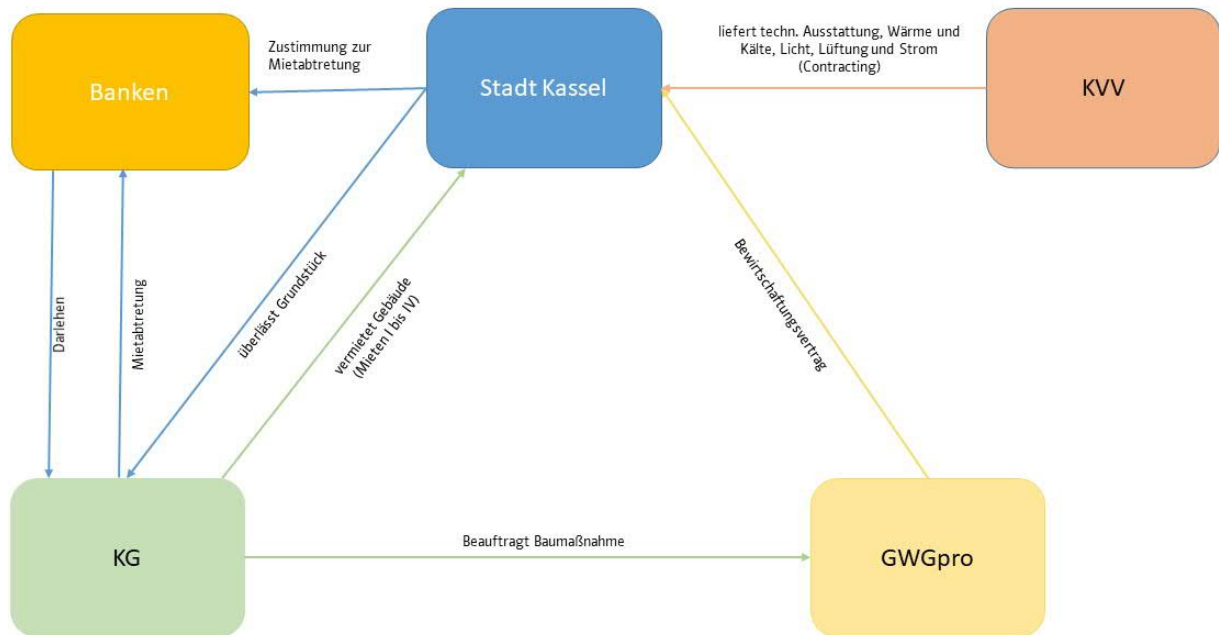 Banken
Zustimmung zur
Mietabtretung
Stadt Kassel
liefert techn. Ausstattung, Wärme und
Kälte, Licht, Lüftung und Strom
(Contracting)
KVV
Darlehen
Mietabtretung
überlässt Grundstück
vermietet Gebäude
(Mieten I bis IV)
Bewirtschaftungsvertrag
KG
Beauftragt Baumaßnahme
GWGpro